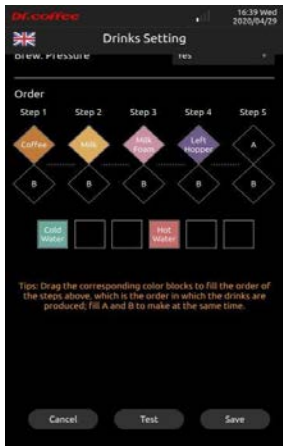 Dr.coffee
16:39 Wed
2020/04/29
Drinks Setting
Brew. Pressure Yes
Order
Step 1 Step 2 Step 3 Step 4 Step 5
Coffee Milk Milk Foam Left Hopper A
B B B B B
Cold Water Hot Water
Tips: Drag the corresponding color blocks to fill the order of
the steps above, which is the order in which the drinks are
produced; fill A and B to make at the same time.
Cancel Test Save